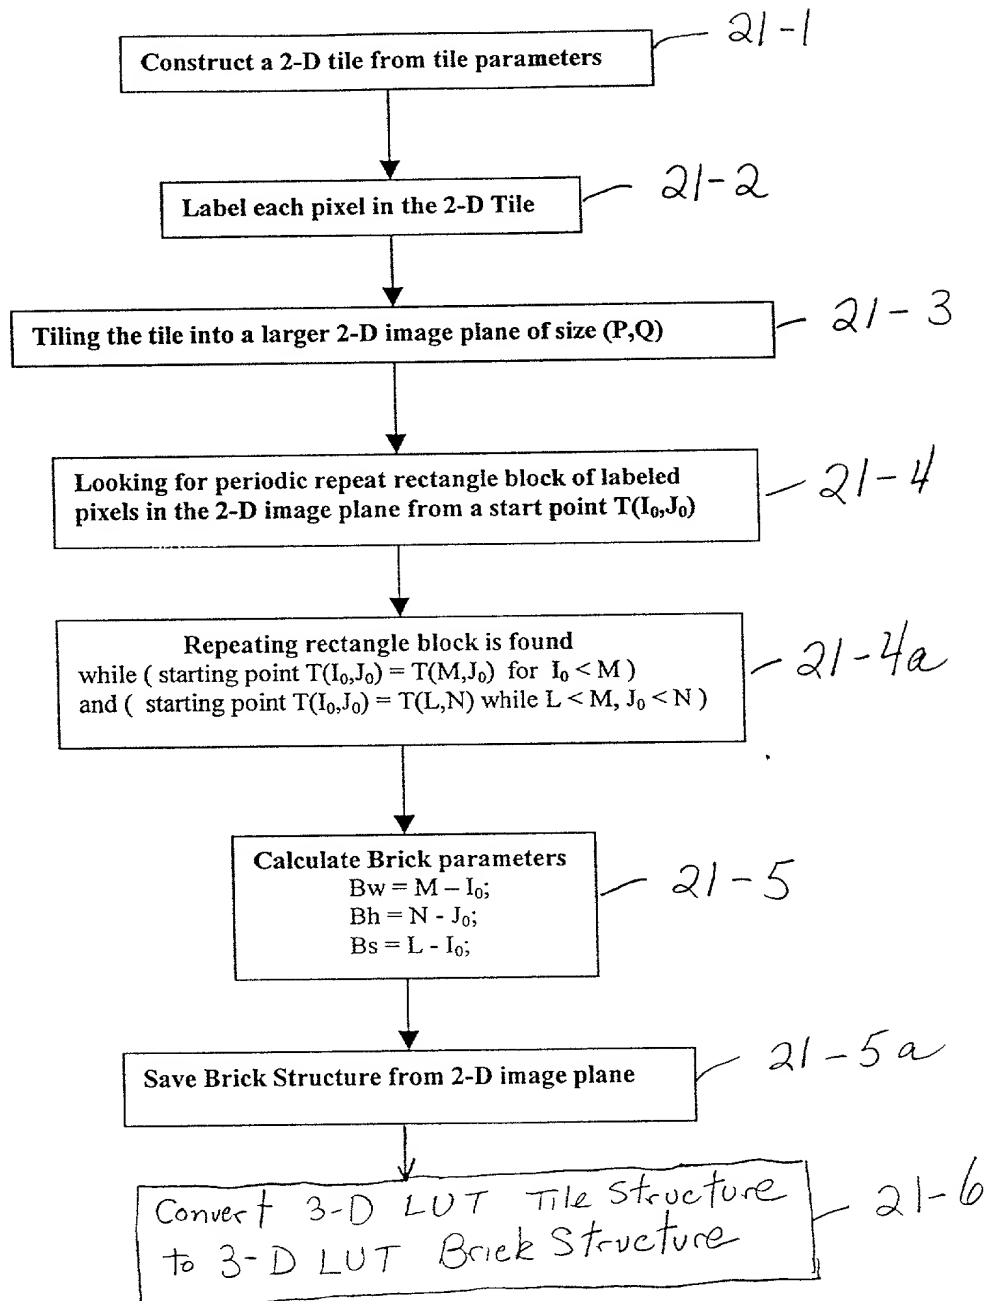 Construct a 2-D tile from tile parameters
21-1
Label each pixel in the 2-D Tile
21-2
Tiling the tile into a larger 2-D image plane of size (P,Q)
21-3
Looking for periodic repeat rectangle block of labeled
pixels in the 2-D image plane from a start point T(I₀,J₀)
21-4
Repeating rectangle block is found
while ( starting point T(I₀,J₀) = T(M,J₀) for I₀ < M )
and ( starting point T(I₀,J₀) = T(L,N) while L < M, J₀ < N )
21-4a
Calculate Brick parameters
Bw = M – I₀;
Bh = N - J₀;
Bs = L - I₀;
21-5
Save Brick Structure from 2-D image plane
21-5a
Convert 3-D LUT Tile Structure
to 3-D LUT Brick Structure
21-6